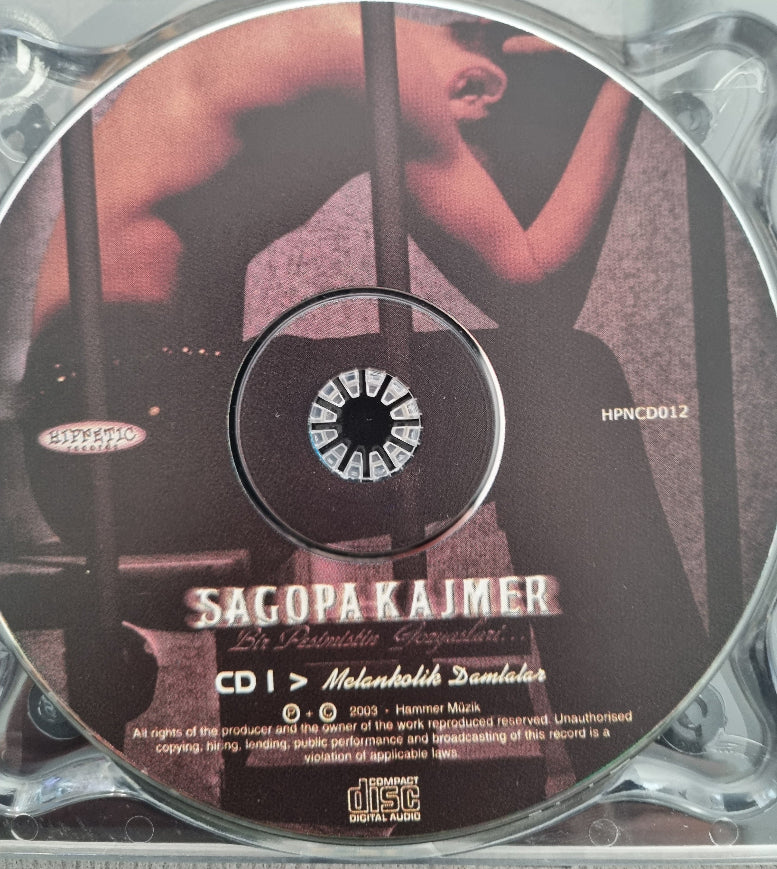 HIPNETIC
records
HPNCD012
SAGOPA KAJMER
Bir Pesimistin Gözyaşları...
CD 1 > Melankolik Damlalar
P + C 2003 · Hammer Müzik
All rights of the producer and the owner of the work reproduced reserved. Unauthorised
copying, hiring, lending, public performance and broadcasting of this record is a
violation of applicable laws.
COMPACT
disc
DIGITAL AUDIO